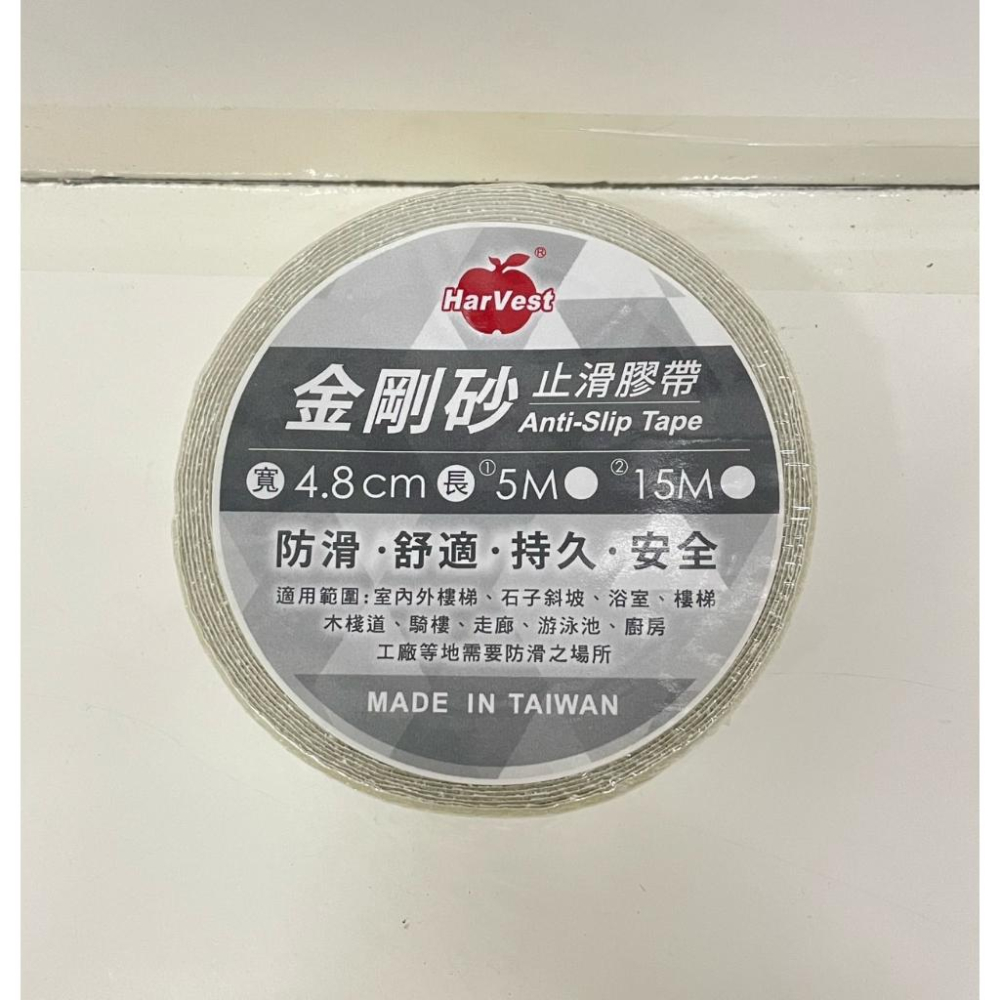 HarVest®
金剛砂 止滑膠帶
Anti-Slip Tape
寬 4.8cm 長 ①5M ②15M
防滑·舒適·持久·安全
適用範圍:室內外樓梯、石子斜坡、浴室、樓梯
木棧道、騎樓、走廊、游泳池、廚房
工廠等地需要防滑之場所
MADE IN TAIWAN